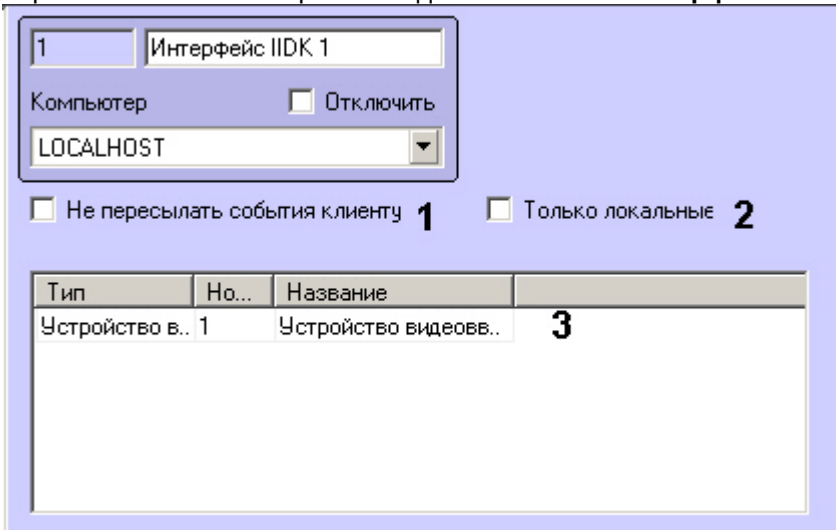 1 Интерфейс IIDK 1
Компьютер Отключить
LOCALHOST
Не пересылать события клиенту 1 Только локальные 2
Тип Но... Название
Устройство в.. 1 Устройство видеовв.. 3